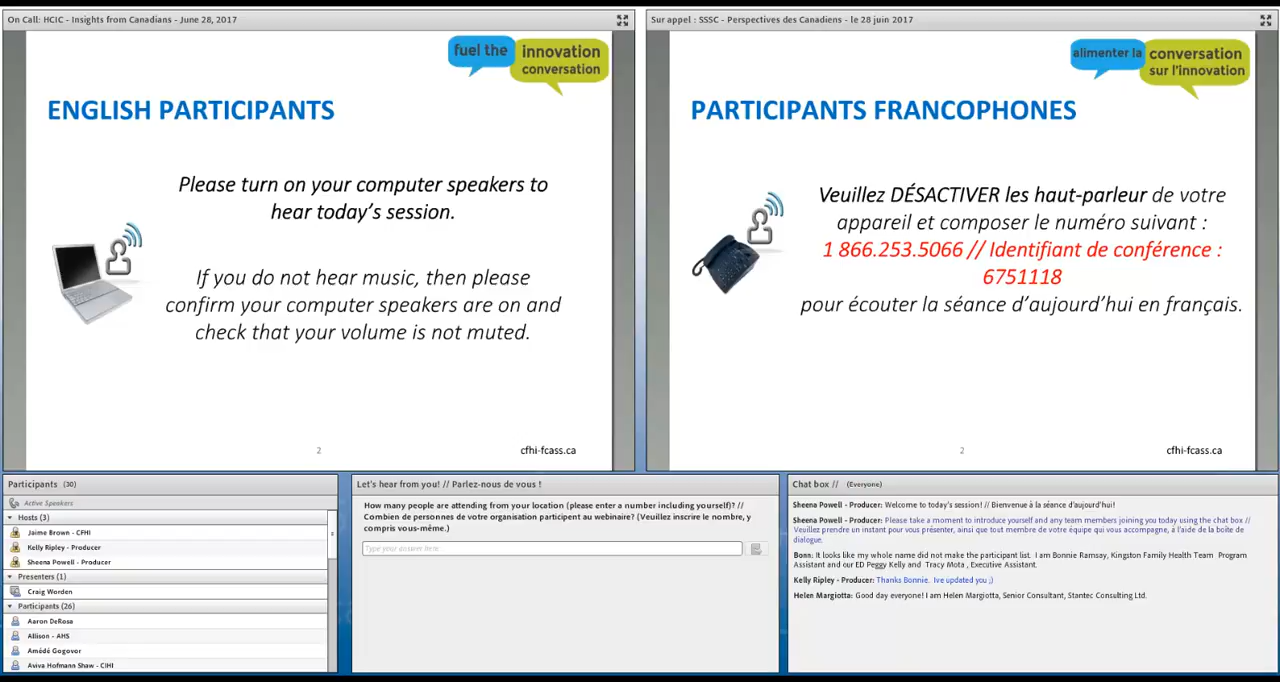 On Call: HCIC - Insights from Canadians - June 28, 2017
fuel the
innovation
conversation
ENGLISH PARTICIPANTS
Please turn on your computer speakers to
hear today's session.
If you do not hear music, then please
confirm your computer speakers are on and
check that your volume is not muted.
2
cfhi-fcass.ca
Sur appel : SSSC - Perspectives des Canadiens - le 28 juin 2017
alimenter la
conversation
sur l'innovation
PARTICIPANTS FRANCOPHONES
Veuillez DÉSACTIVER les haut-parleur de votre
appareil et composer le numéro suivant :
1 866.253.5066 // Identifiant de conférence :
6751118
pour écouter la séance d'aujourd'hui en français.
2
cfhi-fcass.ca
Participants (30)
Active Speakers
Hosts (3)
Jaime Brown - CFHI
Kelly Ripley - Producer
Sheena Powell - Producer
Presenters (1)
Craig Worden
Participants (26)
Aaron DeRosa
Allison - AHS
Amédé Gogovor
Aviva Hofmann Shaw - CIHI
Let's hear from you! // Parlez-nous de vous !
How many people are attending from your location (please enter a number including yourself)? //
Combien de personnes de votre organisation participent au webinaire? (Veuillez inscrire le nombre, y
compris vous-même.)
Type your answer here.
Chat box // (Everyone)
Sheena Powell - Producer: Welcome to today's session! // Bienvenue à la séance d'aujourd'hui!
Sheena Powell - Producer: Please take a moment to introduce yourself and any team members joining you today using the chat box //
Veuillez prendre un instant pour vous présenter, ainsi que tout membre de votre équipe qui vous accompagne, à l'aide de la boîte de
dialogue.
Bonn: It looks like my whole name did not make the participant list. I am Bonnie Ramsay, Kingston Family Health Team Program
Assistant and our ED Peggy Kelly and Tracy Mota , Executive Assistant.
Kelly Ripley - Producer: Thanks Bonnie. Ive updated you ;)
Helen Margiotta: Good day everyone! I am Helen Margiotta, Senior Consultant, Stantec Consulting Ltd.